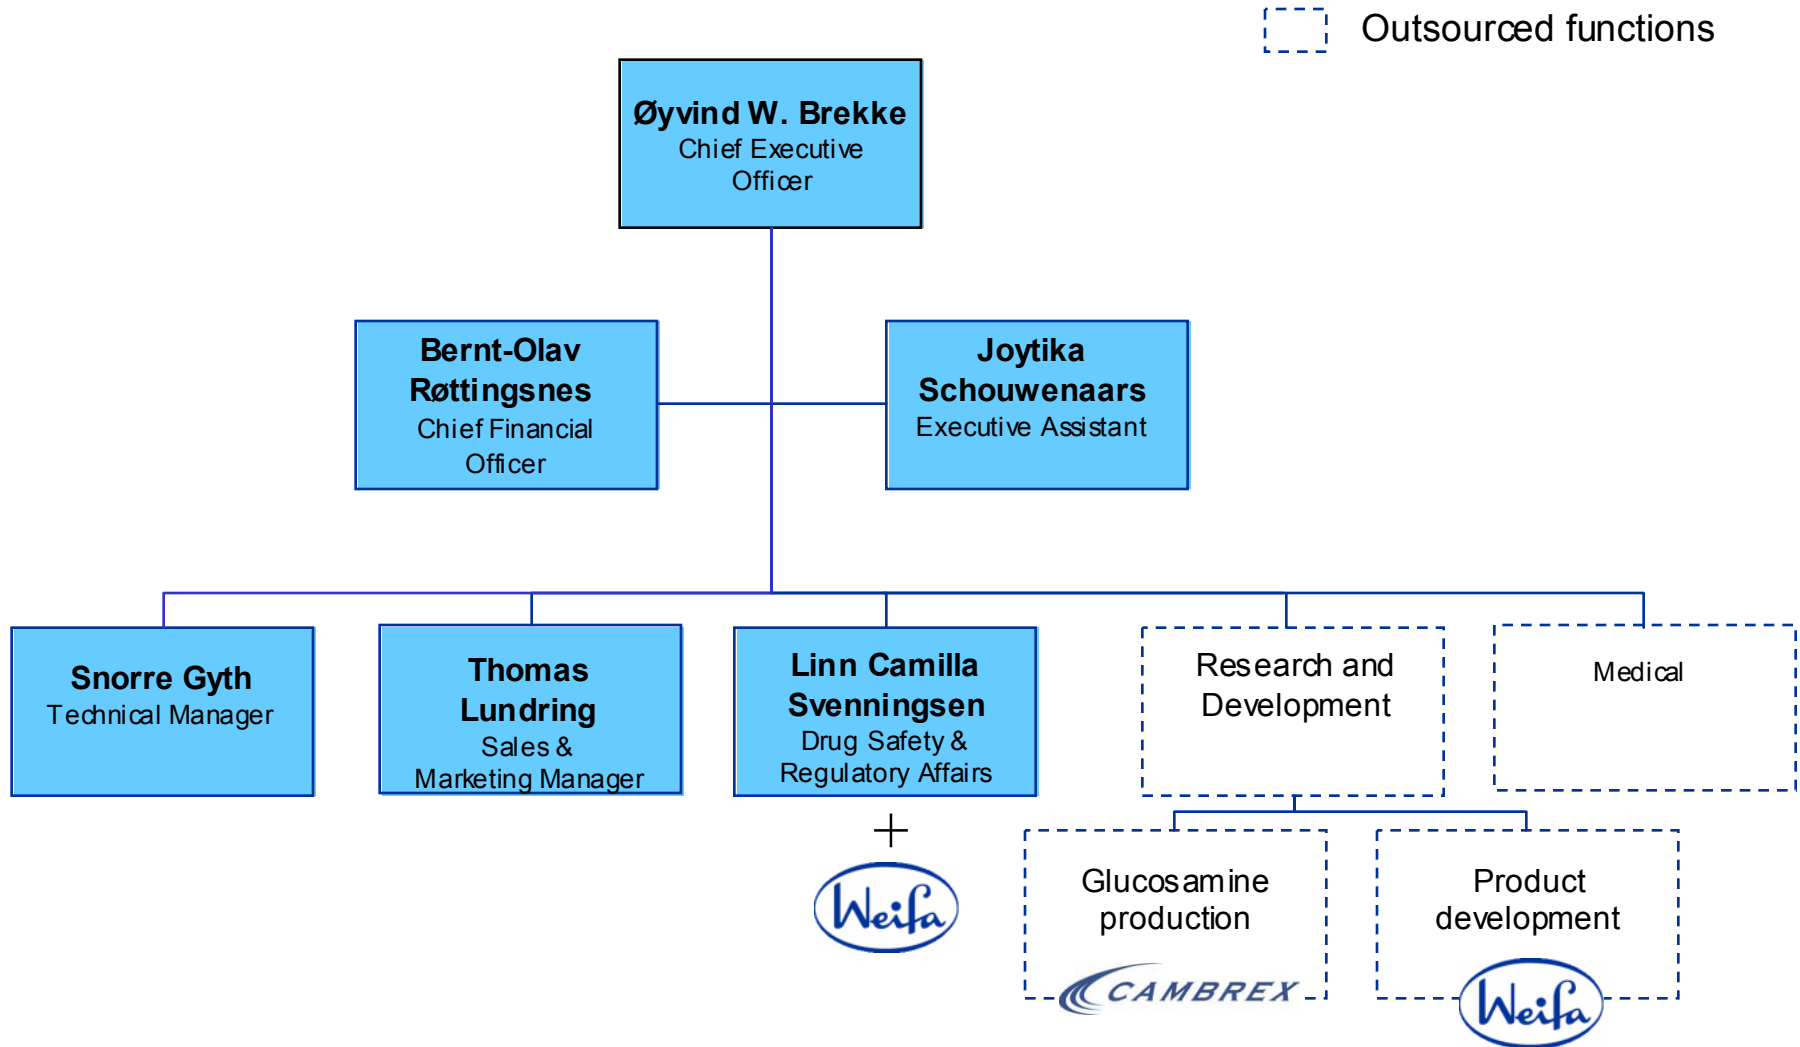 Outsourced functions
Øyvind W. Brekke
Chief Executive
Officer
Bernt-Olav
Røttingsnes
Chief Financial
Officer
Joytika
Schouwenaars
Executive Assistant
Snorre Gyth
Technical Manager
Thomas
Lundring
Sales &
Marketing Manager
Linn Camilla
Svenningsen
Drug Safety &
Regulatory Affairs
+
Weifa
Research and
Development
Medical
Glucosamine
production
CAMBREX
Product
development
Weifa